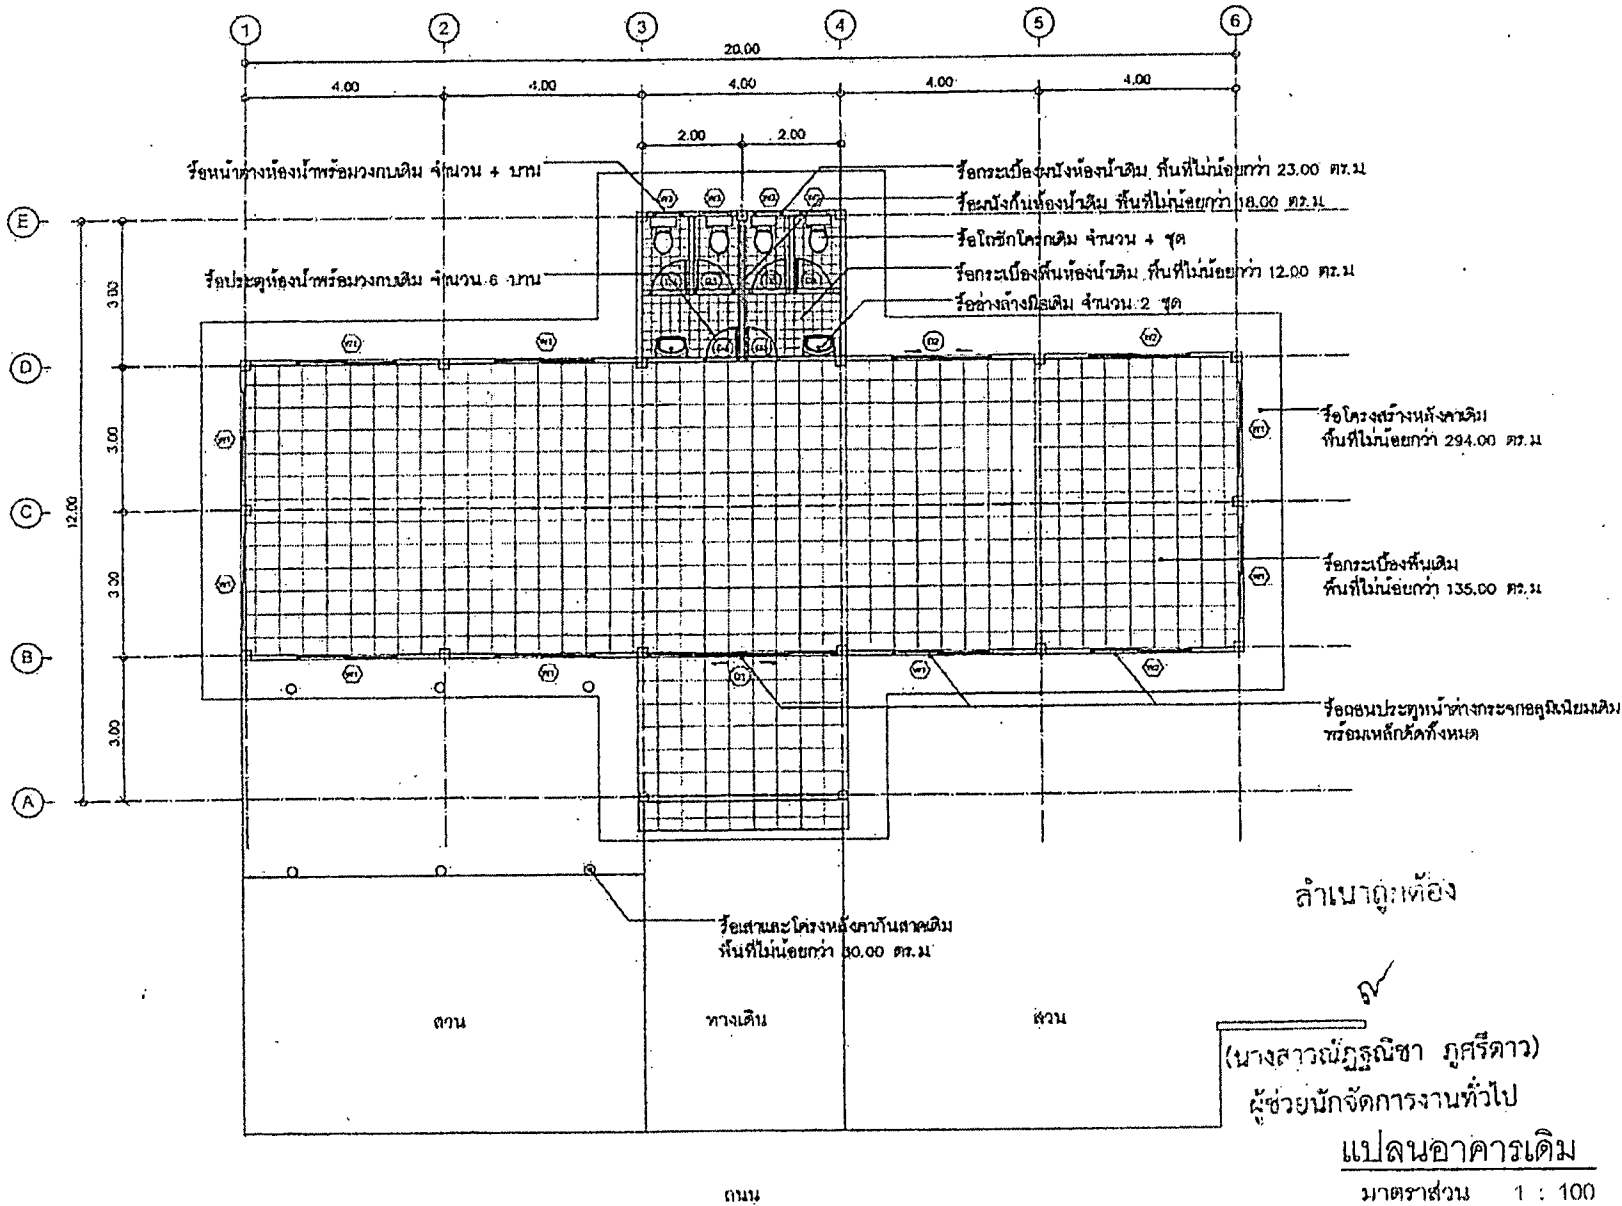 1 2 3 4 5 6
20.00
4.00 4.00 4.00 4.00 4.00
2.00 2.00
รื้อหน้าต่างห้องน้ำพร้อมวงกบเดิม จำนวน 4 บาน
รื้อกระเบื้องผนังห้องน้ำเดิม พื้นที่ไม่น้อยกว่า 23.00 ตร.ม
รื้อผนังกั้นห้องน้ำเดิม พื้นที่ไม่น้อยกว่า 18.00 ตร.ม
รื้อโถชักโครกเดิม จำนวน 4 ชุด
รื้อประตูห้องน้ำพร้อมวงกบเดิม จำนวน 6 บาน
รื้อกระเบื้องพื้นห้องน้ำเดิม พื้นที่ไม่น้อยกว่า 12.00 ตร.ม
รื้ออ่างล้างมือเดิม จำนวน 2 ชุด
E
3.00
D
W1 D2 W2
รื้อโครงสร้างหลังคาเดิม
พื้นที่ไม่น้อยกว่า 294.00 ตร.ม
3.00
W1 W1
C
12.00
3.00
รื้อกระเบื้องพื้นเดิม
พื้นที่ไม่น้อยกว่า 135.00 ตร.ม
B
W1 W1 D1 W1 W2
รื้อถอนประตูหน้าต่างกระจกอลูมิเนียมเดิม
พร้อมเหล็กดัดทั้งหมด
3.00
A
รื้อเสาและโครงหลังคากันสาดเดิม
พื้นที่ไม่น้อยกว่า 30.00 ตร.ม
สำเนาถูกต้อง
สวน ทางเดิน สวน
(นางสาวณัฏฐณิชา ภูศรีดาว)
ผู้ช่วยนักจัดการงานทั่วไป
แปลนอาคารเดิม
มาตราส่วน 1 : 100
ถนน